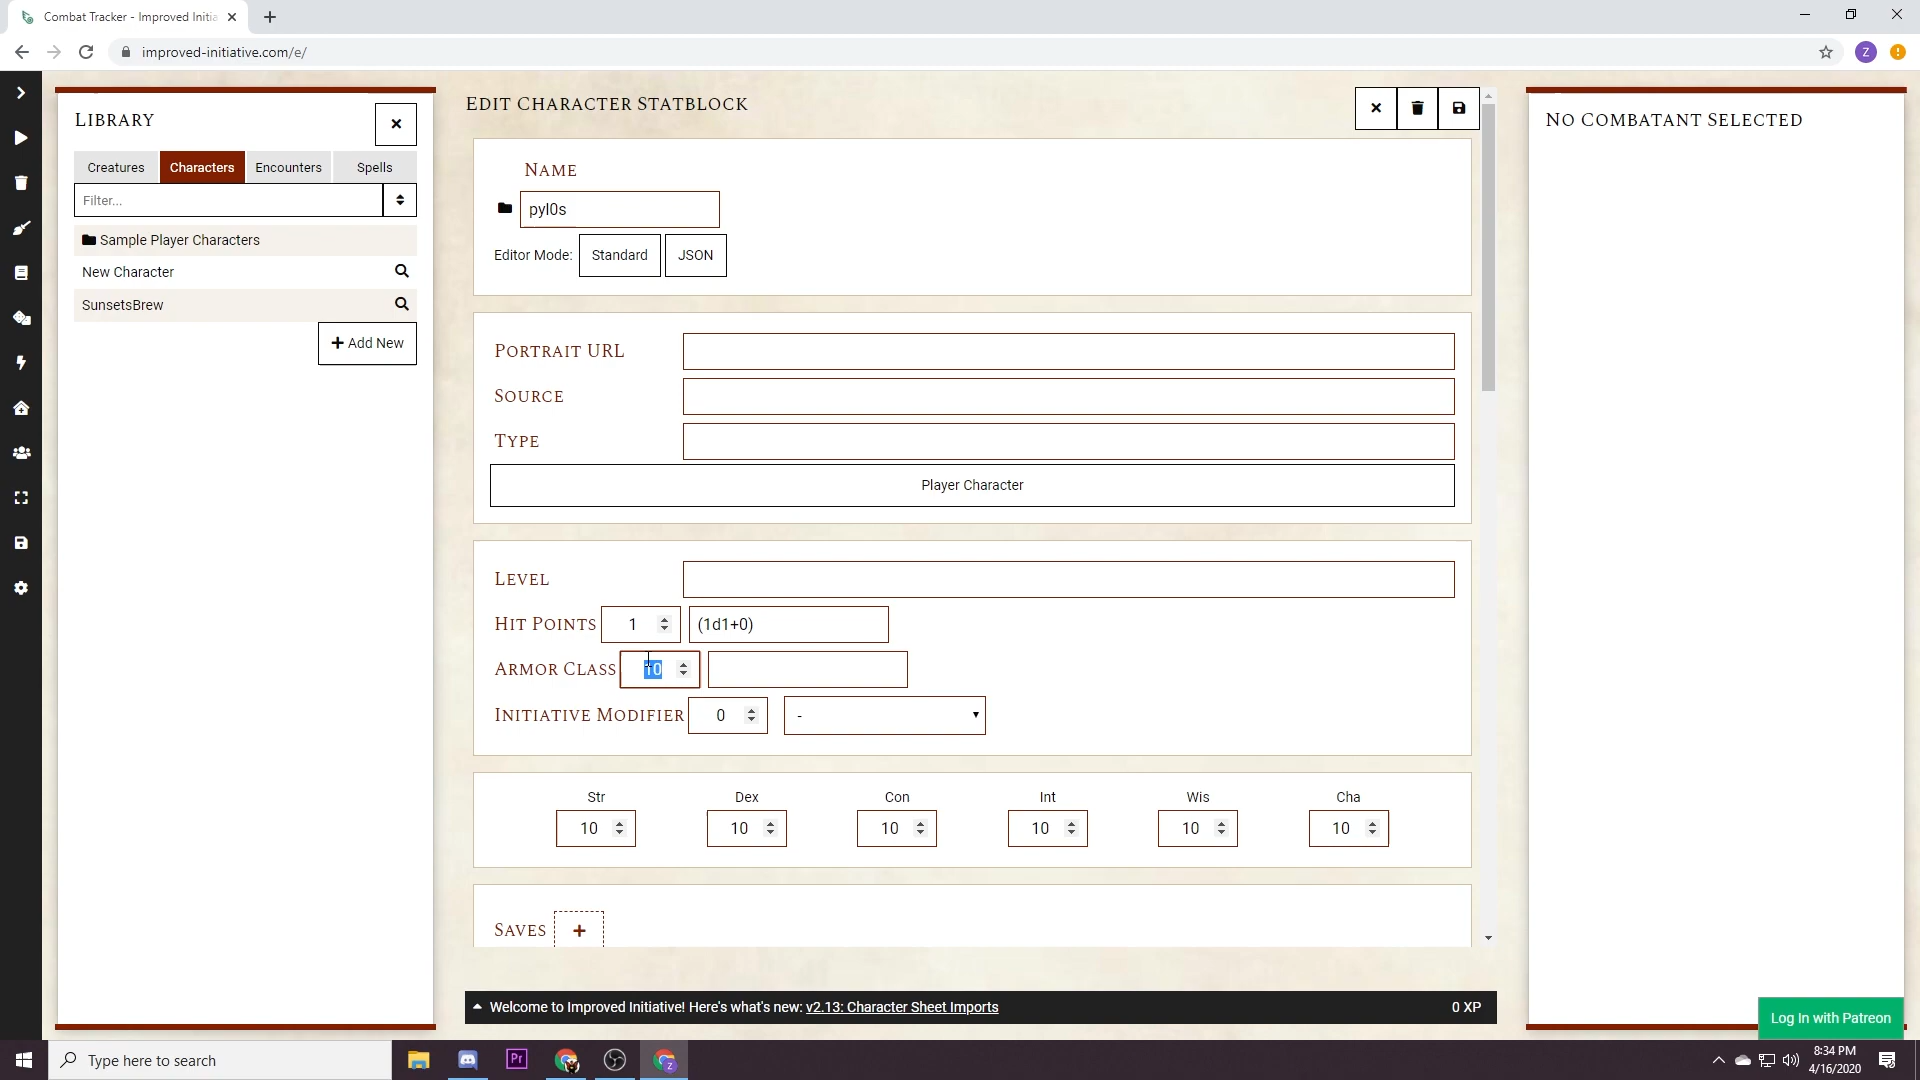 Combat Tracker - Improved Initia
improved-initiative.com/e/
Z
Library
Creatures
Characters
Encounters
Spells
Filter...
Sample Player Characters
New Character
SunsetsBrew
Add New
Edit Character Statblock
Name
pyl0s
Editor Mode:
Standard
JSON
Portrait URL
Source
Type
Player Character
Level
Hit Points
1
(1d1+0)
Armor Class
10
Initiative Modifier
0
-
Str
Dex
Con
Int
Wis
Cha
10
10
10
10
10
10
Saves
+
Welcome to Improved Initiative! Here's what's new: v2.13: Character Sheet Imports
0 XP
No Combatant Selected
Log In with Patreon
Type here to search
Pr
8:34 PM
4/16/2020